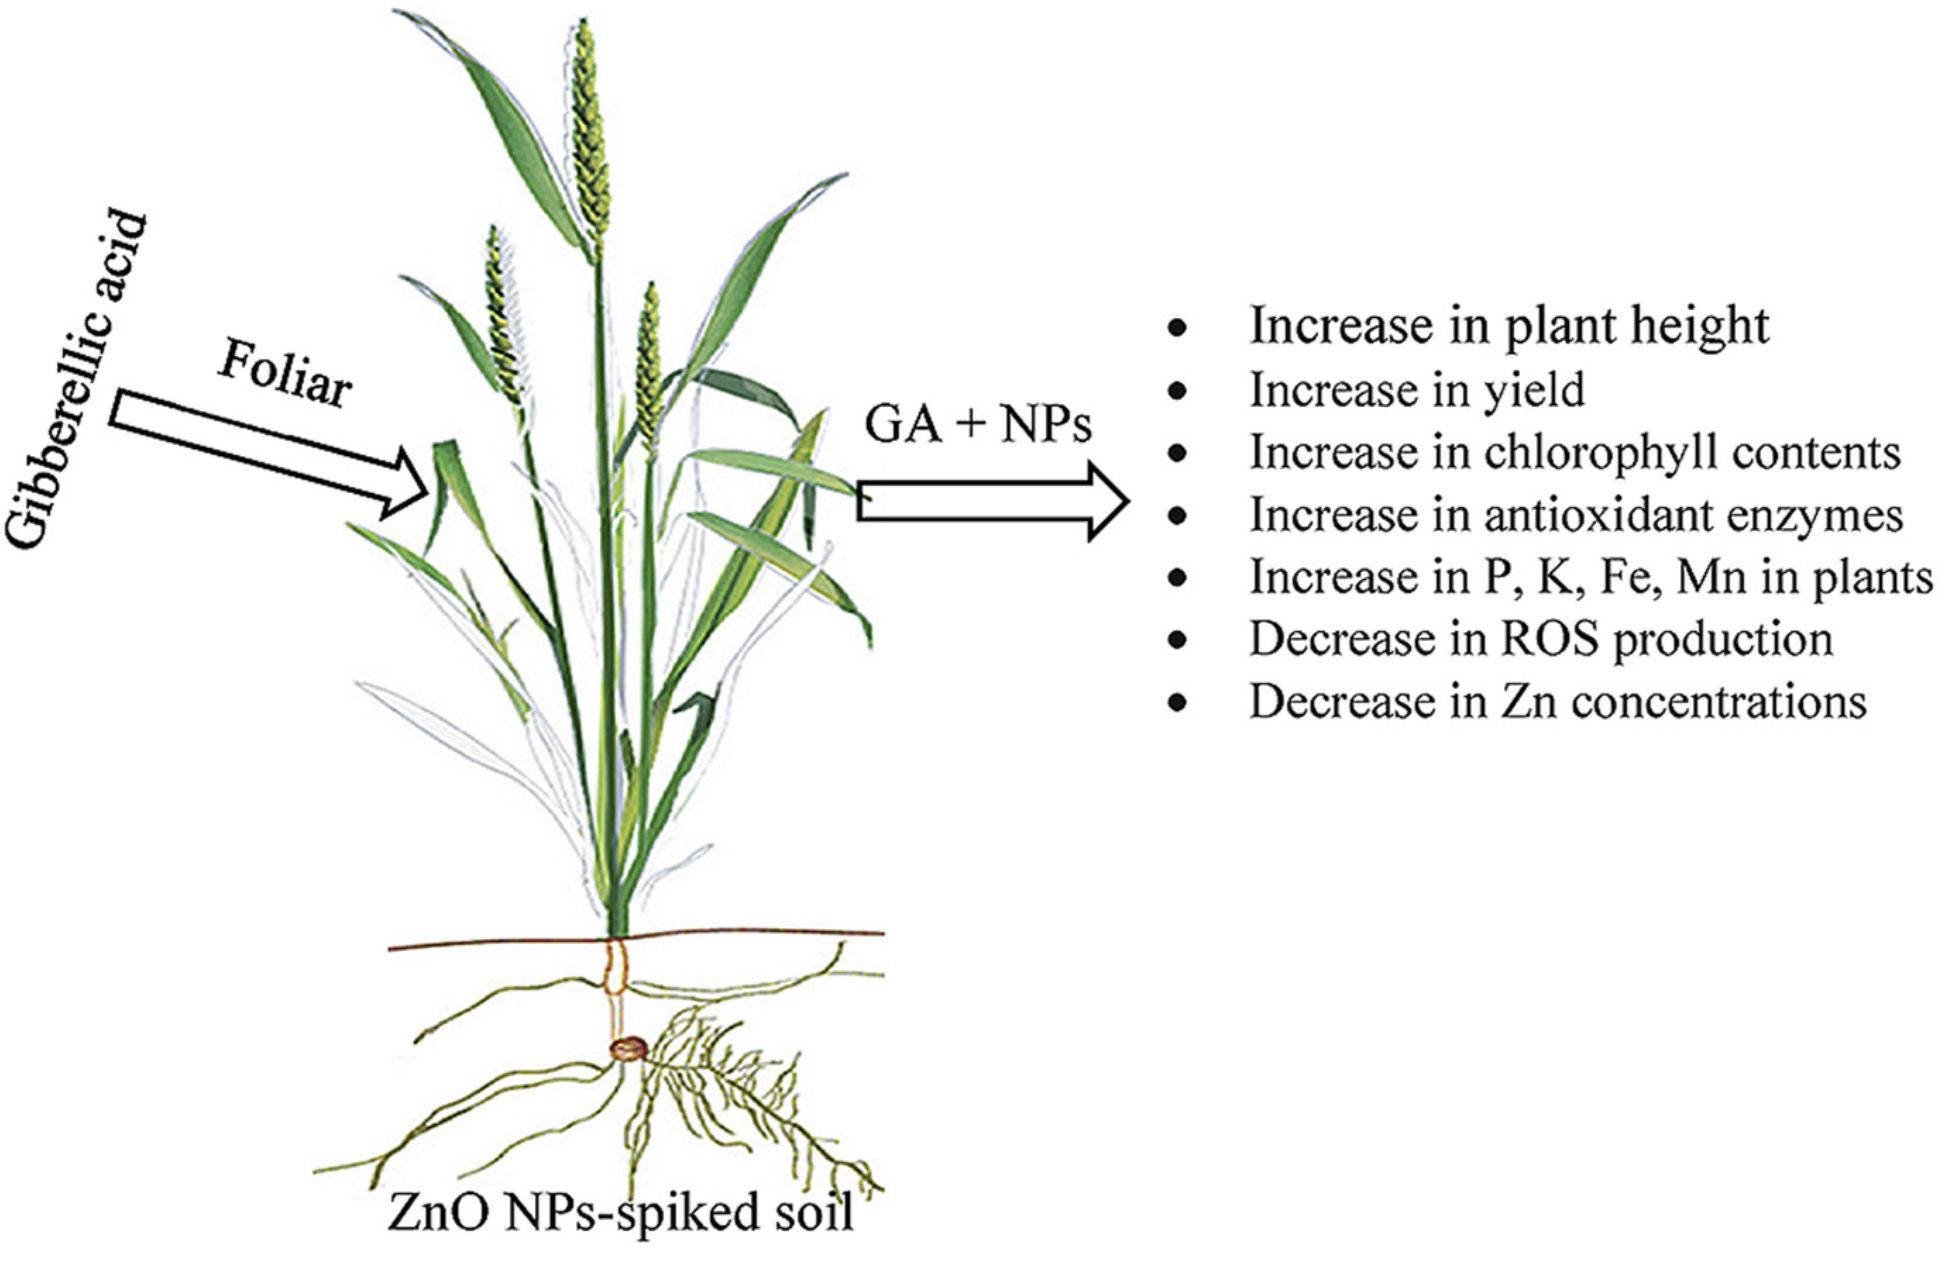 Gibberellic acid
Foliar
GA + NPs
• Increase in plant height
• Increase in yield
• Increase in chlorophyll contents
• Increase in antioxidant enzymes
• Increase in P, K, Fe, Mn in plants
• Decrease in ROS production
• Decrease in Zn concentrations
ZnO NPs-spiked soil